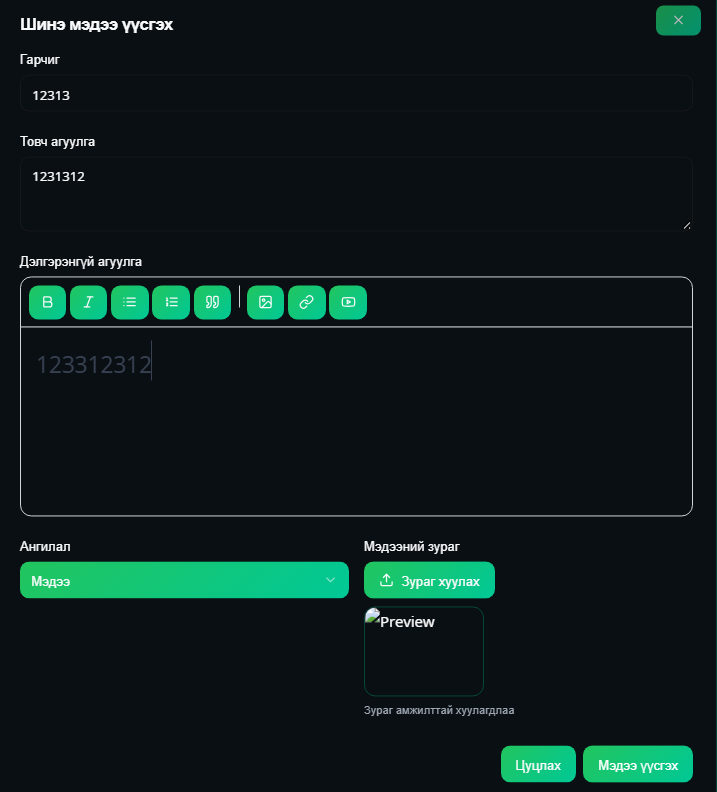 Шинэ мэдээ үүсгэх
Гарчиг
12313
Товч агуулга
1231312
Дэлгэрэнгүй агуулга
B I
123312312
Ангилал
Мэдээний зураг
Мэдээ
Зураг хуулах
Preview
Зураг амжилттай хуулагдлаа
Цуцлах
Мэдээ үүсгэх